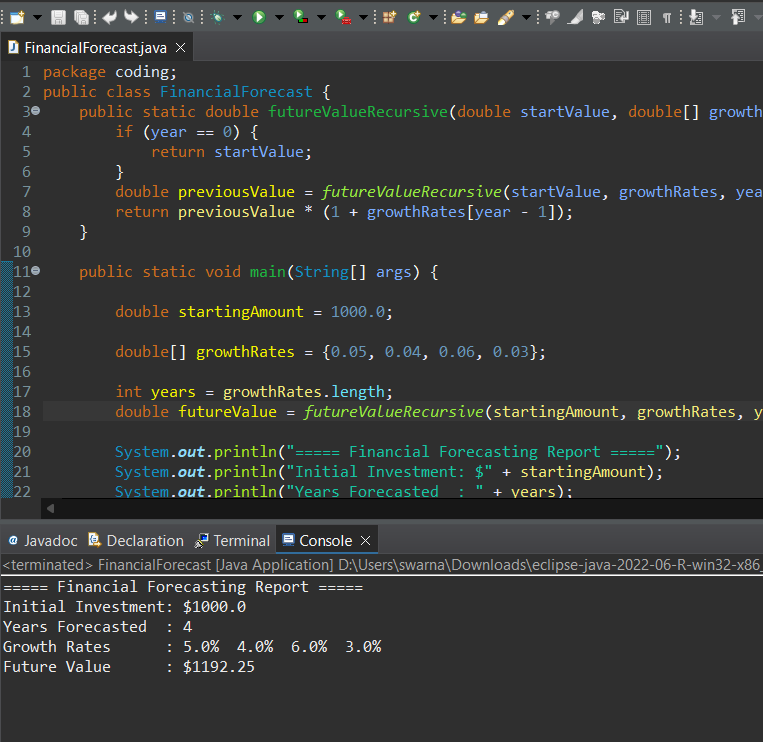 FinancialForecast.java
1 package coding;
2 public class FinancialForecast {
3 public static double futureValueRecursive(double startValue, double[] growth
4 if (year == 0) {
5 return startValue;
6 }
7 double previousValue = futureValueRecursive(startValue, growthRates, yea
8 return previousValue * (1 + growthRates[year - 1]);
9 }
10
11 public static void main(String[] args) {
12
13 double startingAmount = 1000.0;
14
15 double[] growthRates = {0.05, 0.04, 0.06, 0.03};
16
17 int years = growthRates.length;
18 double futureValue = futureValueRecursive(startingAmount, growthRates, y
19
20 System.out.println("===== Financial Forecasting Report =====");
21 System.out.println("Initial Investment: $" + startingAmount);
22 System.out.println("Years Forecasted  : " + years);
@ Javadoc Declaration Terminal Console
<terminated> FinancialForecast [Java Application] D:\Users\swarna\Downloads\eclipse-java-2022-06-R-win32-x86_
===== Financial Forecasting Report =====
Initial Investment: $1000.0
Years Forecasted  : 4
Growth Rates      : 5.0%  4.0%  6.0%  3.0%
Future Value      : $1192.25